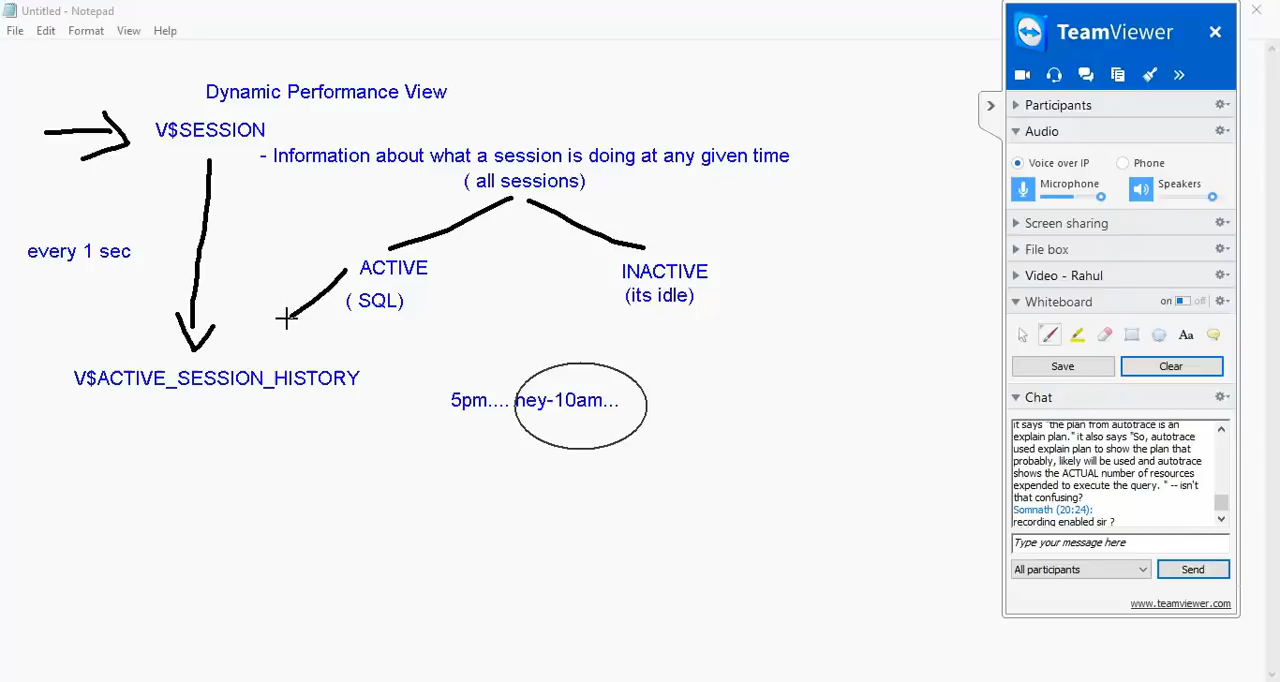 Untitled - Notepad
File Edit Format View Help
Dynamic Performance View
V$SESSION
- Information about what a session is doing at any given time
( all sessions)
every 1 sec
ACTIVE
( SQL)
INACTIVE
(its idle)
V$ACTIVE_SESSION_HISTORY
5pm.... hey-10am...
TeamViewer
Participants
Audio
Voice over IP Phone
Microphone Speakers
Screen sharing
File box
Video - Rahul
Whiteboard on off
Aa
Save Clear
Chat
it says "the plan from autotrace is an
explain plan." it also says "So, autotrace
used explain plan to show the plan that
probably, likely will be used and autotrace
shows the ACTUAL number of resources
expended to execute the query. " -- isn't
that confusing?
Somnath (20:24):
recording enabled sir ?
Type your message here
All participants Send
www.teamviewer.com